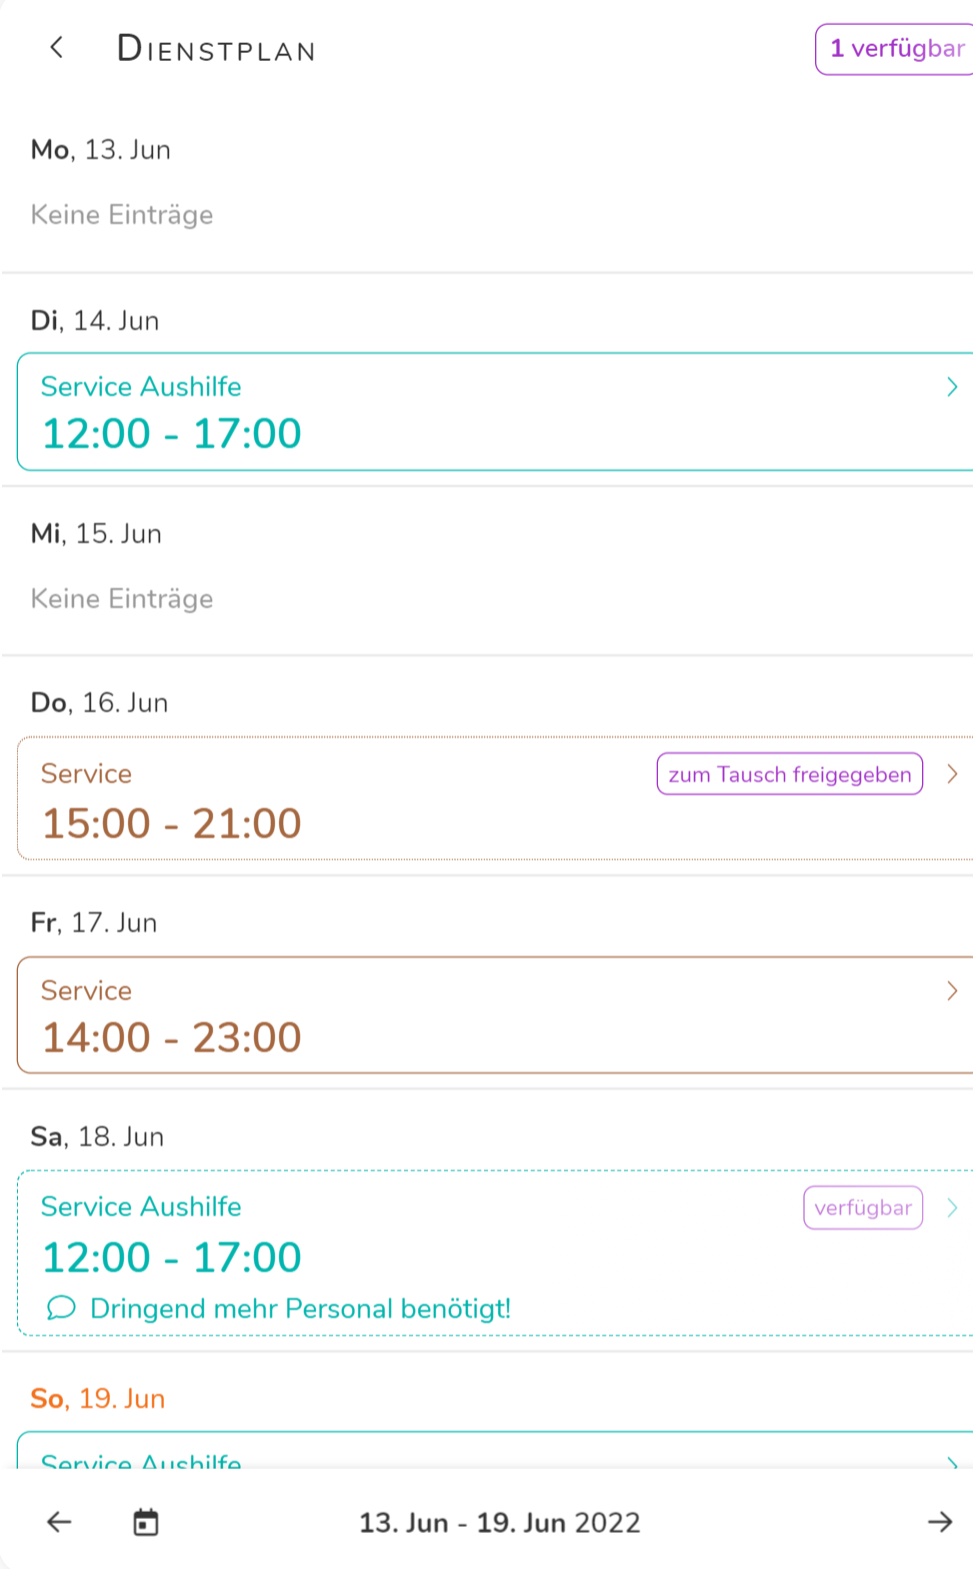 Dienstplan
1 verfügbar
Mo, 13. Jun
Keine Einträge
Di, 14. Jun
Service Aushilfe
12:00 - 17:00
Mi, 15. Jun
Keine Einträge
Do, 16. Jun
Service
zum Tausch freigegeben
15:00 - 21:00
Fr, 17. Jun
Service
14:00 - 23:00
Sa, 18. Jun
Service Aushilfe
verfügbar
12:00 - 17:00
Dringend mehr Personal benötigt!
So, 19. Jun
Service Aushilfe
13. Jun - 19. Jun 2022